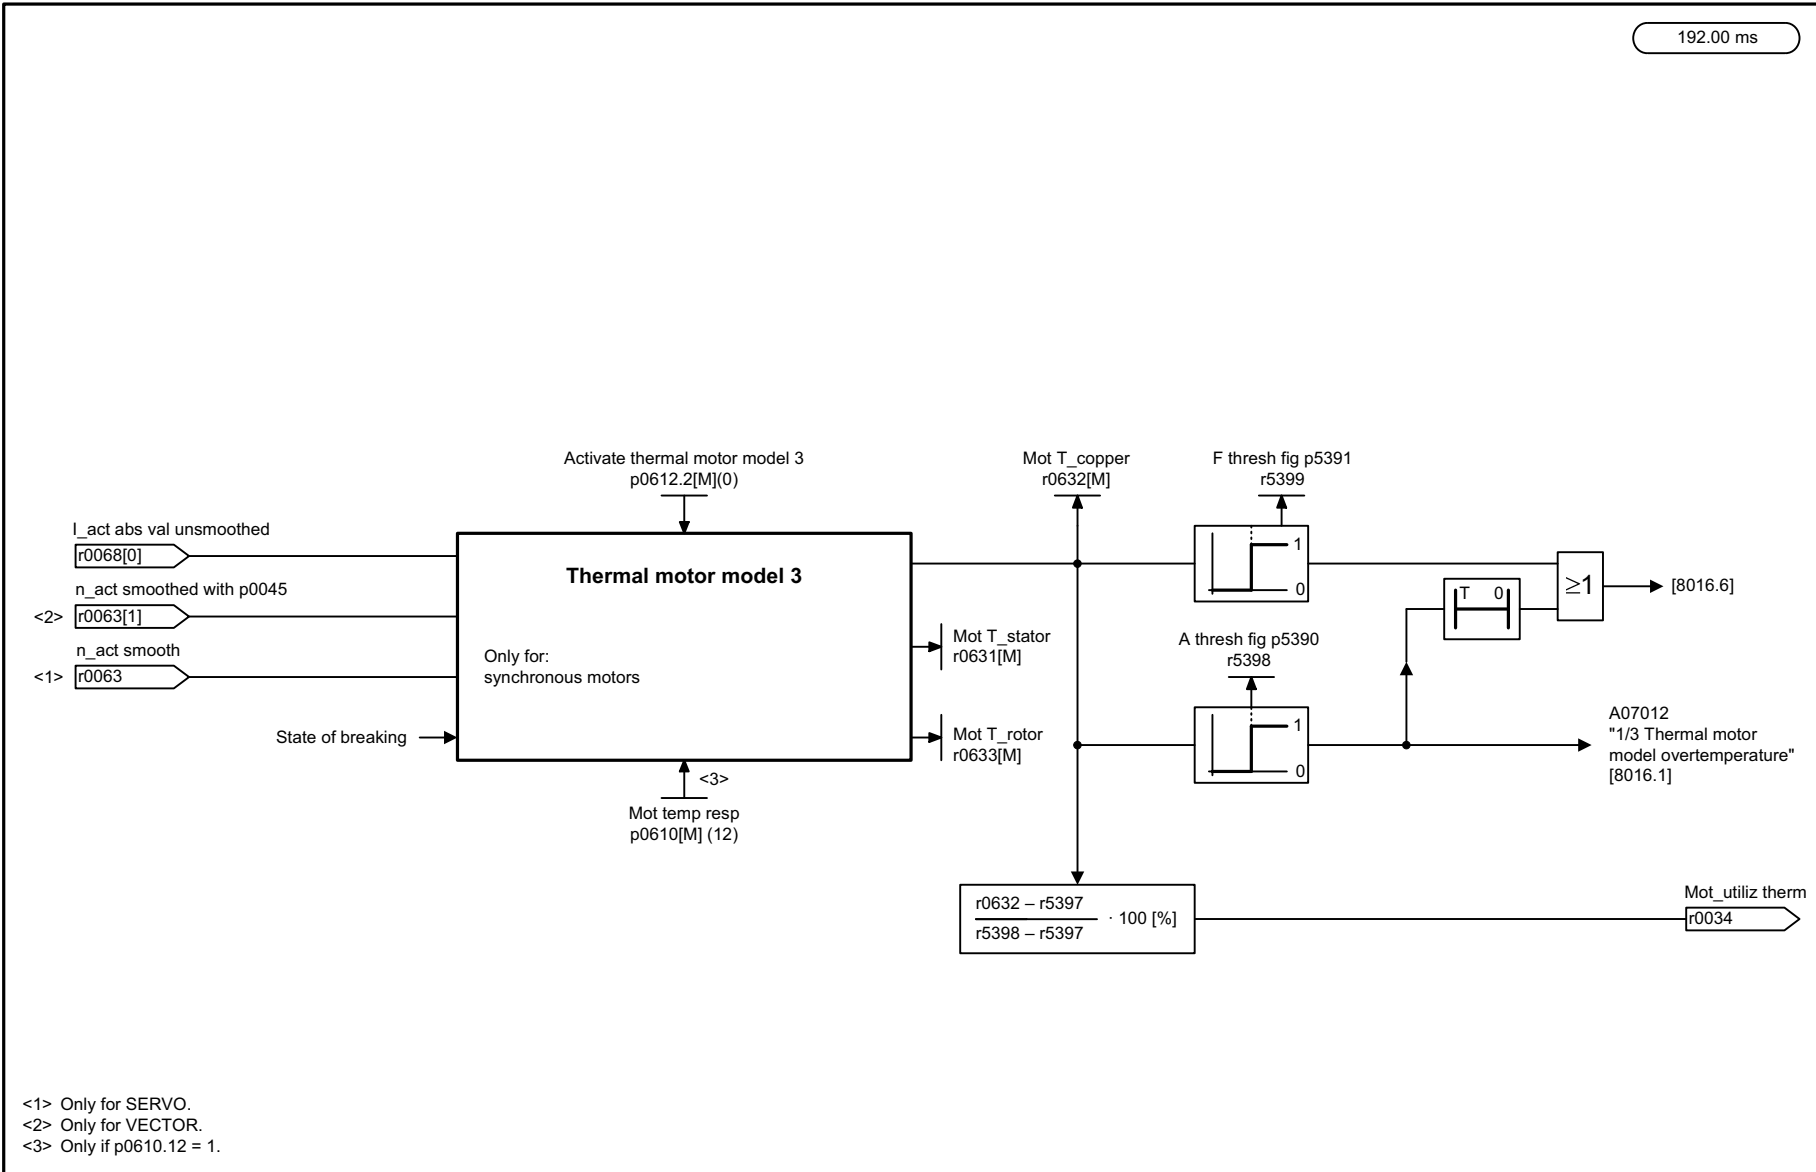 192.00 ms
Activate thermal motor model 3
p0612.2[M](0)
Mot T_copper
r0632[M]
F thresh fig p5391
r5399
I_act abs val unsmoothed
r0068[0]
n_act smoothed with p0045
<2> r0063[1]
n_act smooth
<1> r0063
State of breaking
Thermal motor model 3
Only for:
synchronous motors
<3>
Mot temp resp
p0610[M] (12)
Mot T_stator
r0631[M]
Mot T_rotor
r0633[M]
1
0
A thresh fig p5390
r5398
1
0
T 0
≥1
[8016.6]
A07012
"1/3 Thermal motor
model overtemperature"
[8016.1]
r0632 – r5397
r5398 – r5397
· 100 [%]
Mot_utiliz therm
r0034
<1> Only for SERVO.
<2> Only for VECTOR.
<3> Only if p0610.12 = 1.